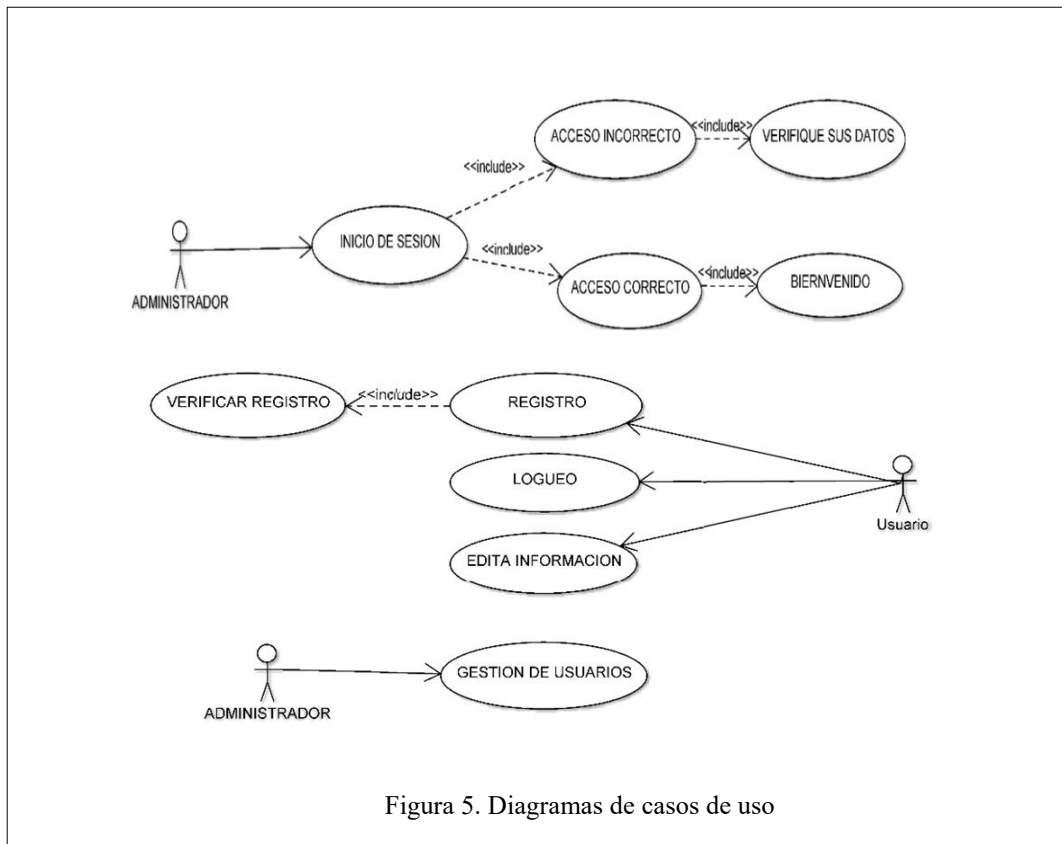 ACCESO INCORRECTO
<<include>>
VERIFIQUE SUS DATOS
<<include>>
INICIO DE SESION
<<include>>
ADMINISTRADOR
ACCESO CORRECTO
<<include>>
BIERNVENIDO
VERIFICAR REGISTRO
<<include>>
REGISTRO
LOGUEO
Usuario
EDITA INFORMACION
GESTION DE USUARIOS
ADMINISTRADOR
Figura 5. Diagramas de casos de uso